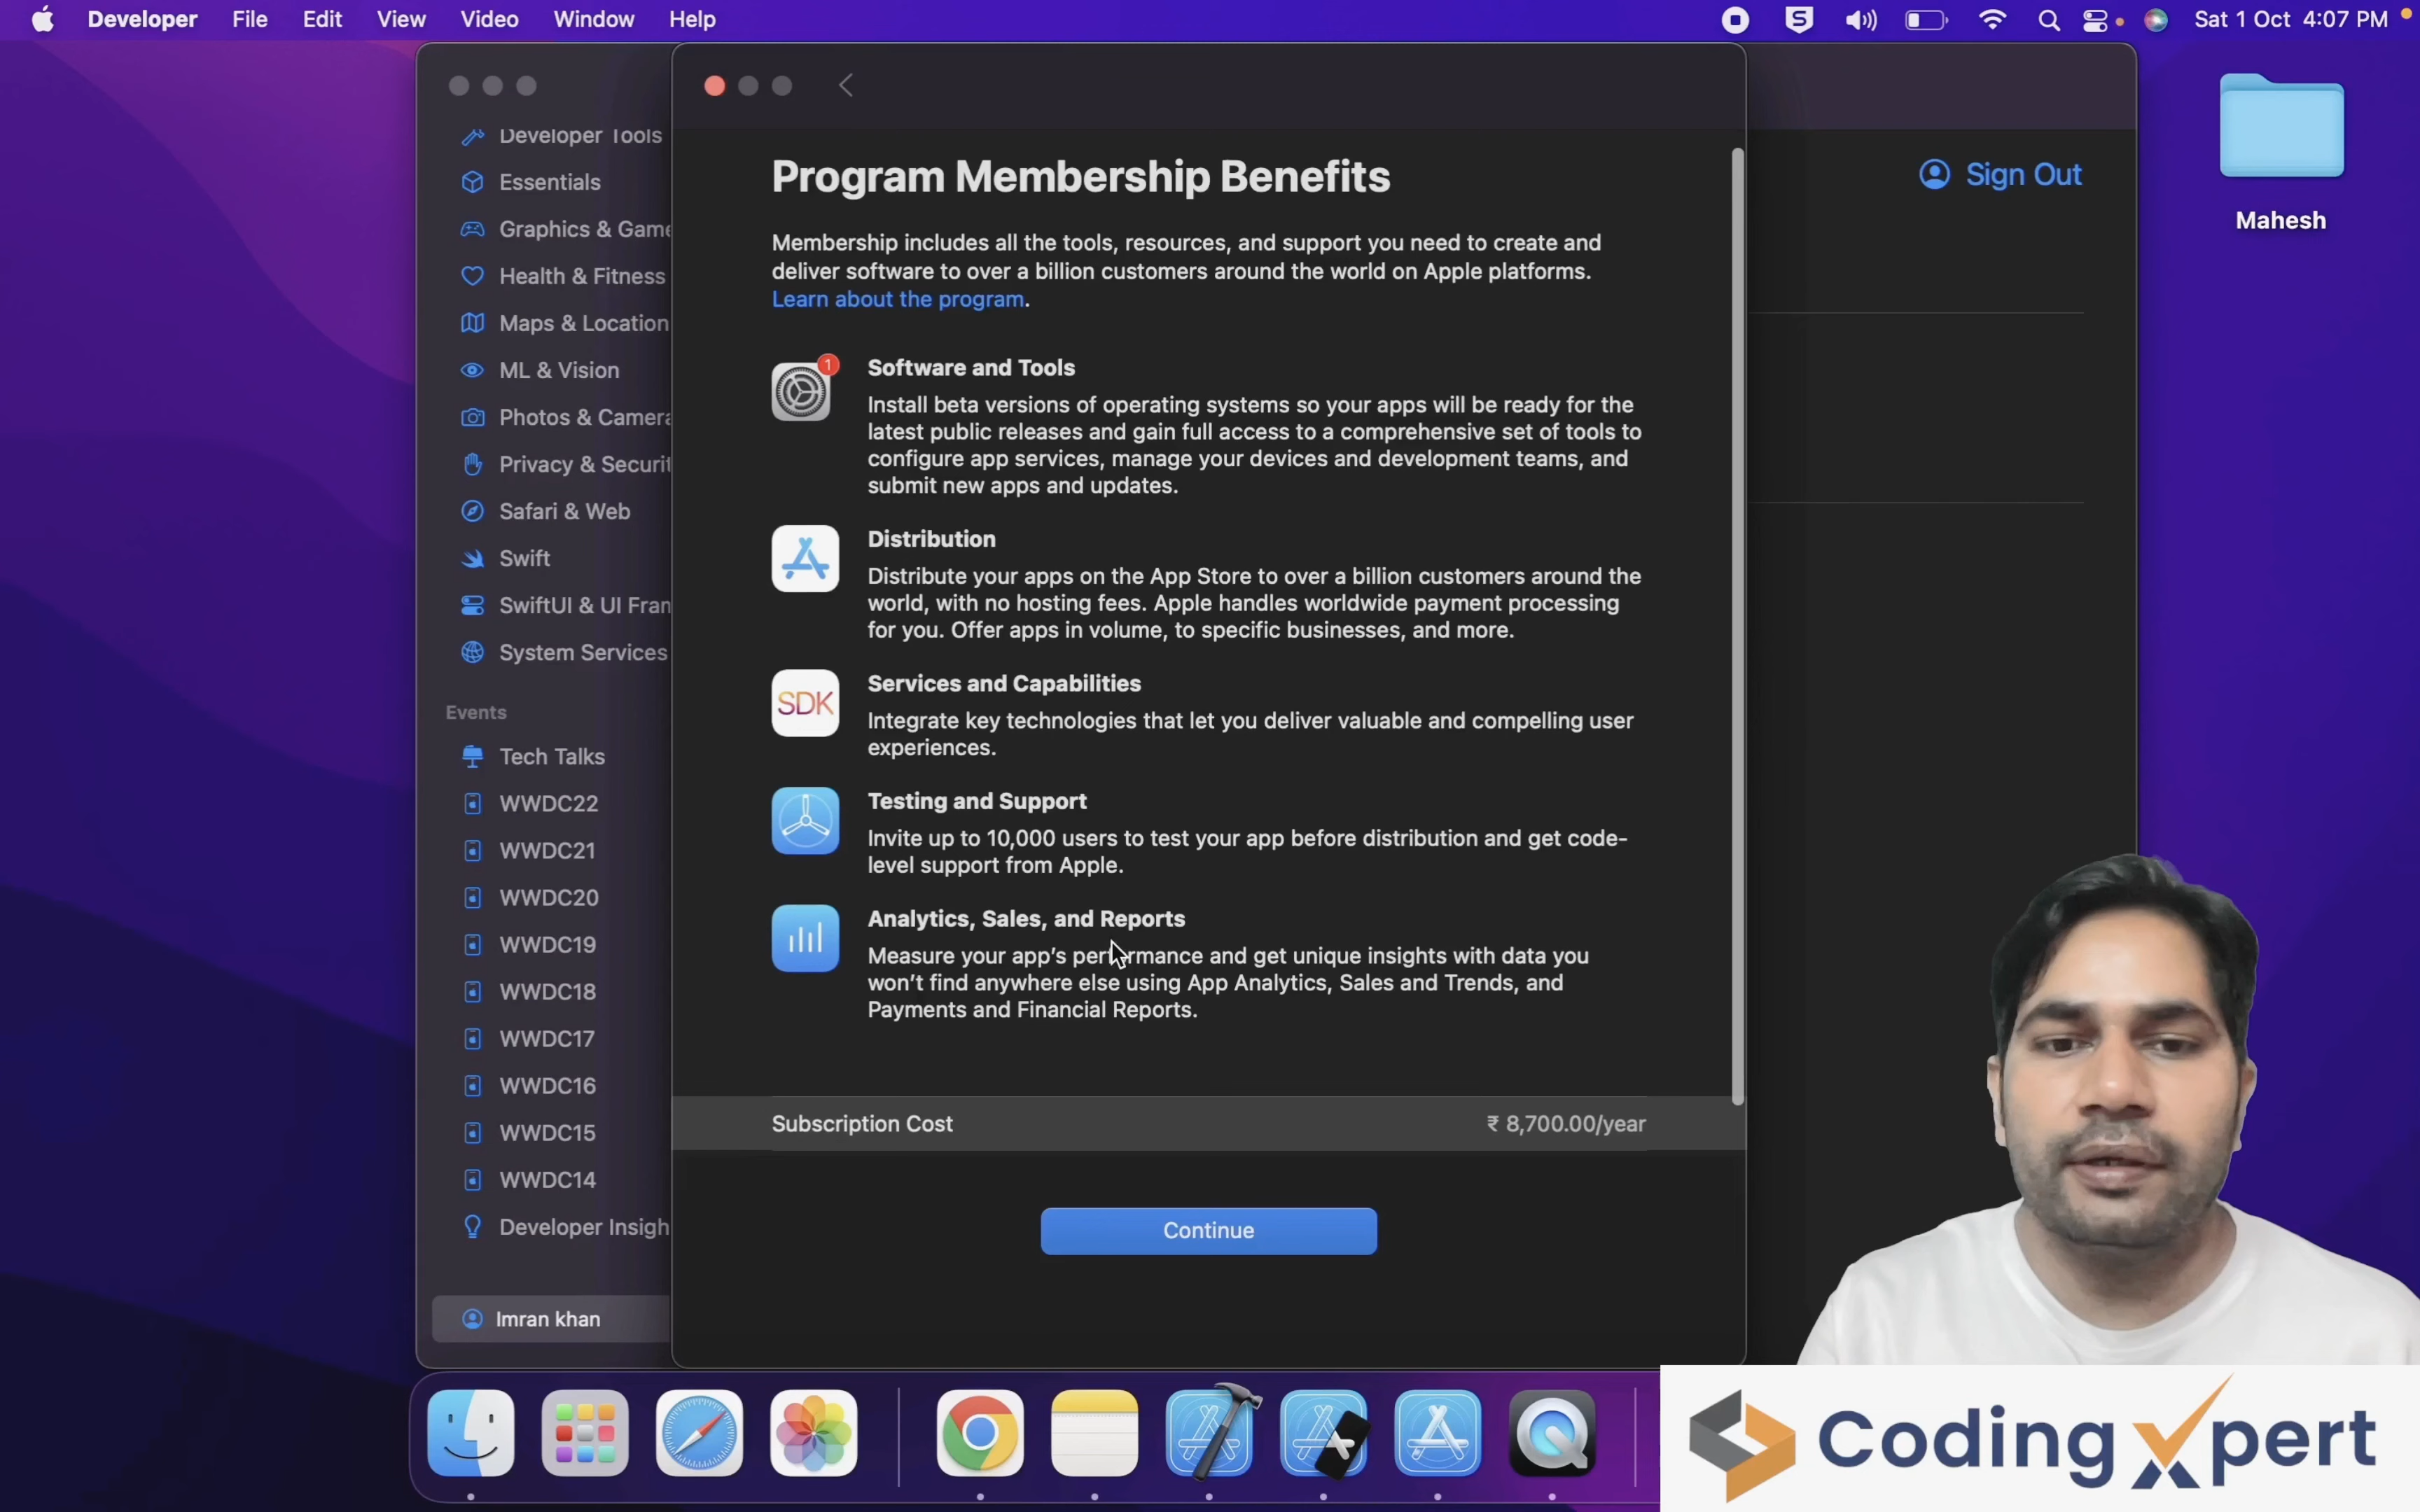 Developer File Edit View Video Window Help
S
Sat 1 Oct 4:07 PM
Mahesh
Sign Out
Developer Tools
Essentials
Graphics & Game
Health & Fitness
Maps & Location
ML & Vision
Photos & Camera
Privacy & Securit
Safari & Web
Swift
SwiftUI & UI Fran
System Services
Events
Tech Talks
WWDC22
WWDC21
WWDC20
WWDC19
WWDC18
WWDC17
WWDC16
WWDC15
WWDC14
Developer Insigh
Imran khan
Program Membership Benefits
Membership includes all the tools, resources, and support you need to create and
deliver software to over a billion customers around the world on Apple platforms.
Learn about the program.
1
Software and Tools
Install beta versions of operating systems so your apps will be ready for the
latest public releases and gain full access to a comprehensive set of tools to
configure app services, manage your devices and development teams, and
submit new apps and updates.
Distribution
Distribute your apps on the App Store to over a billion customers around the
world, with no hosting fees. Apple handles worldwide payment processing
for you. Offer apps in volume, to specific businesses, and more.
SDK
Services and Capabilities
Integrate key technologies that let you deliver valuable and compelling user
experiences.
Testing and Support
Invite up to 10,000 users to test your app before distribution and get code-
level support from Apple.
Analytics, Sales, and Reports
Measure your app's performance and get unique insights with data you
won't find anywhere else using App Analytics, Sales and Trends, and
Payments and Financial Reports.
Subscription Cost ₹ 8,700.00/year
Continue
CodingXpert